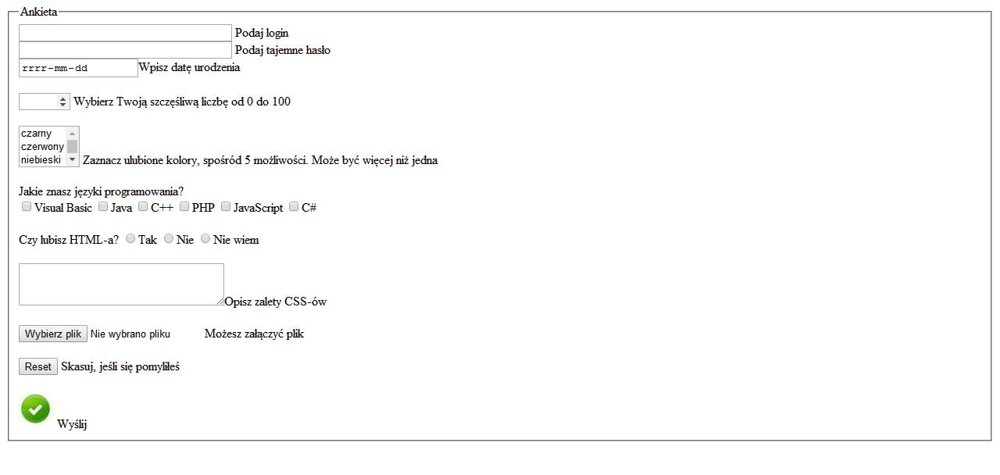 Ankieta
Podaj login
Podaj tajemne hasło
rrrr-mm-dd Wpisz datę urodzenia
Wybierz Twoją szczęśliwą liczbę od 0 do 100
czarny
czerwony
niebieski Zaznacz ulubione kolory, spośród 5 możliwości. Może być więcej niż jedna
Jakie znasz języki programowania?
Visual Basic Java C++ PHP JavaScript C#
Czy lubisz HTML-a? Tak Nie Nie wiem
Opisz zalety CSS-ów
Wybierz plik Nie wybrano pliku Możesz załączyć plik
Reset Skasuj, jeśli się pomyliłeś
Wyślij